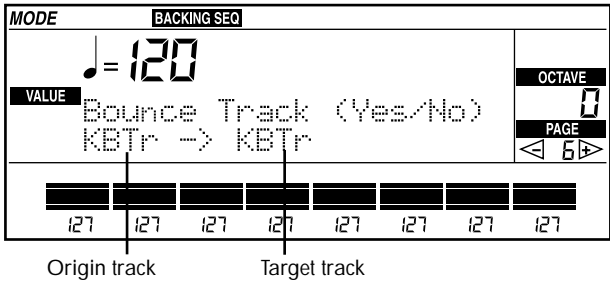 MODE BACKING SEQ
♩=120
OCTAVE
VALUE
0
Bounce Track (Yes/No)
PAGE
KBTr -> KBTr
- 6 +
127 127 127 127 127 127 127 127
Origin track Target track